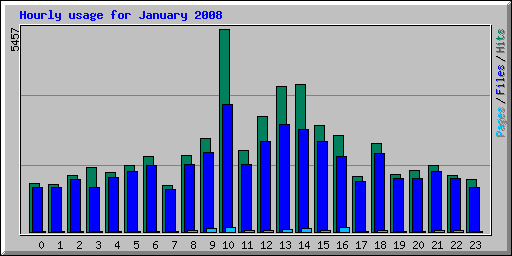 Hourly usage for January 2008
5457
Pages/Files/Hits
0 1 2 3 4 5 6 7 8 9 10 11 12 13 14 15 16 17 18 19 20 21 22 23